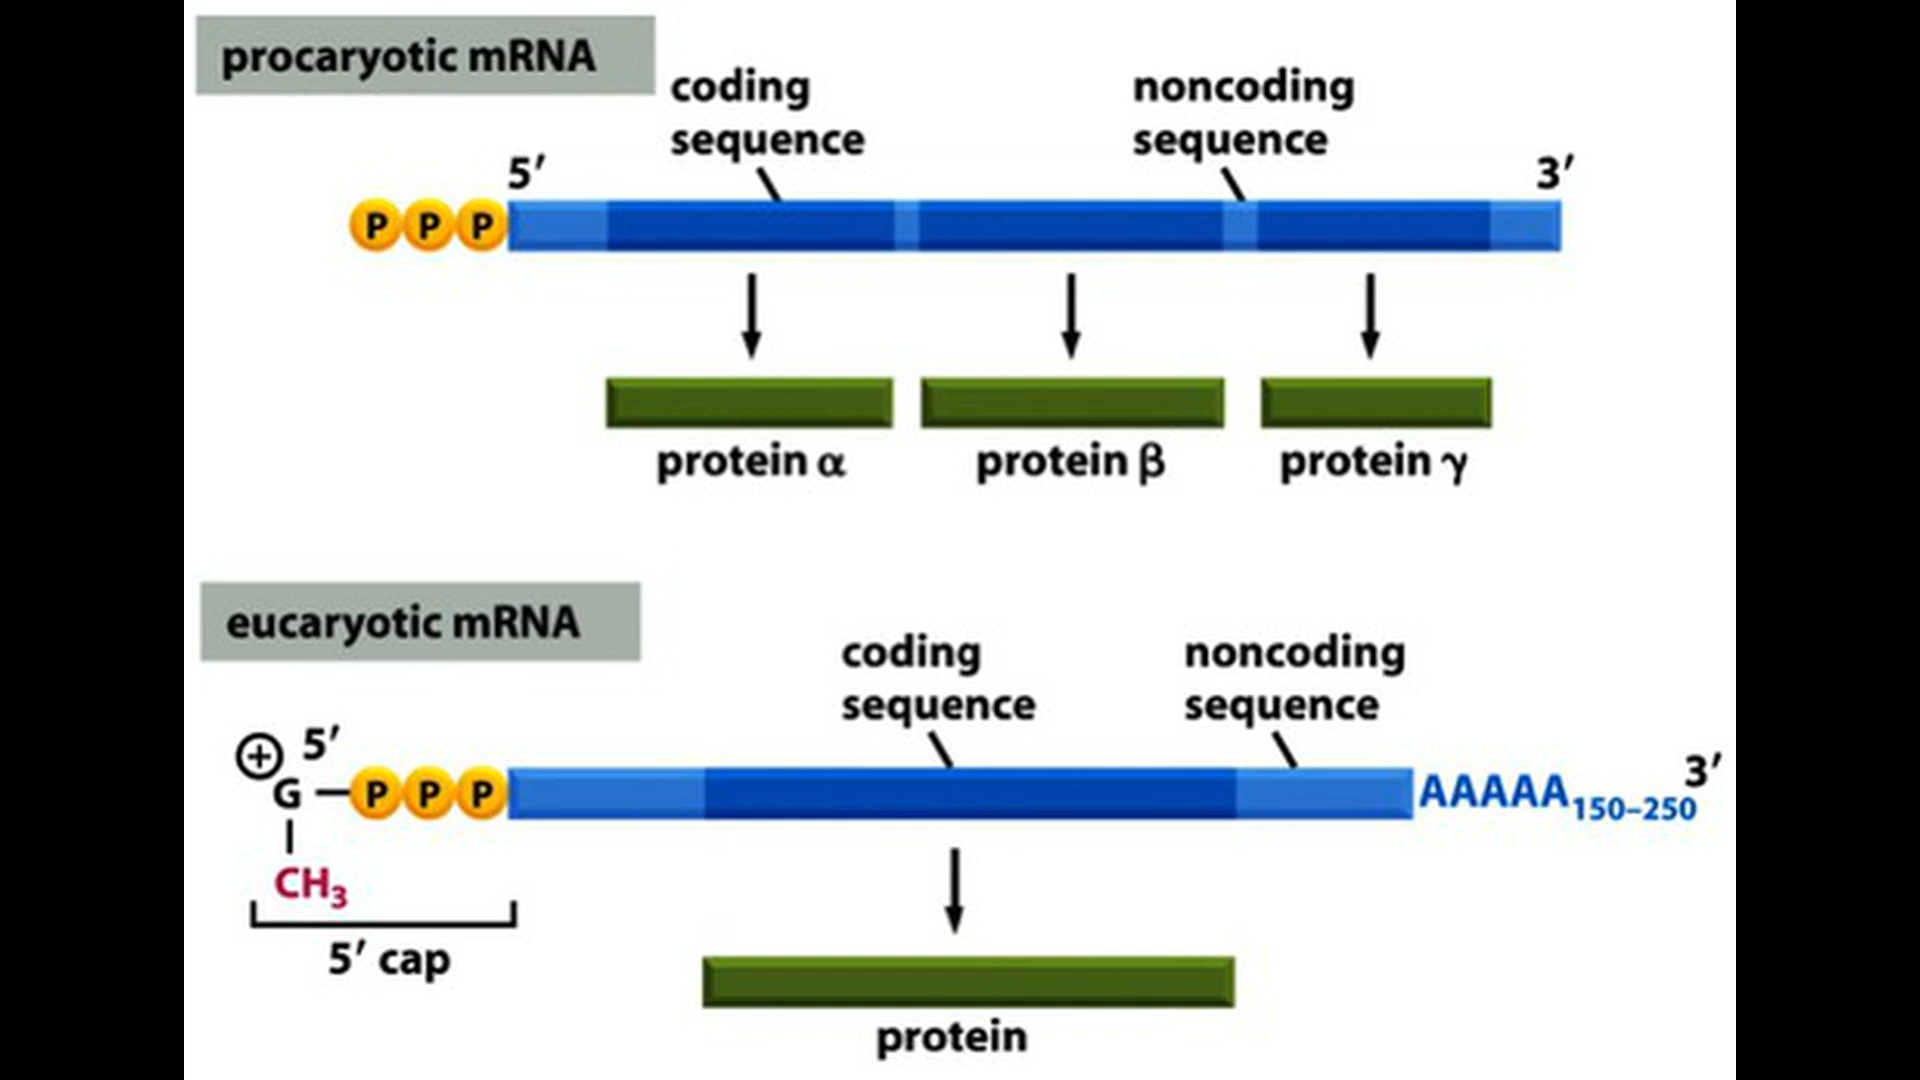 procaryotic mRNA
coding
sequence
noncoding
sequence
5′
3′
P P P
protein α
protein β
protein γ
eucaryotic mRNA
coding
sequence
noncoding
sequence
+
5′
3′
G
P P P
AAAAA150–250
CH3
5′ cap
protein